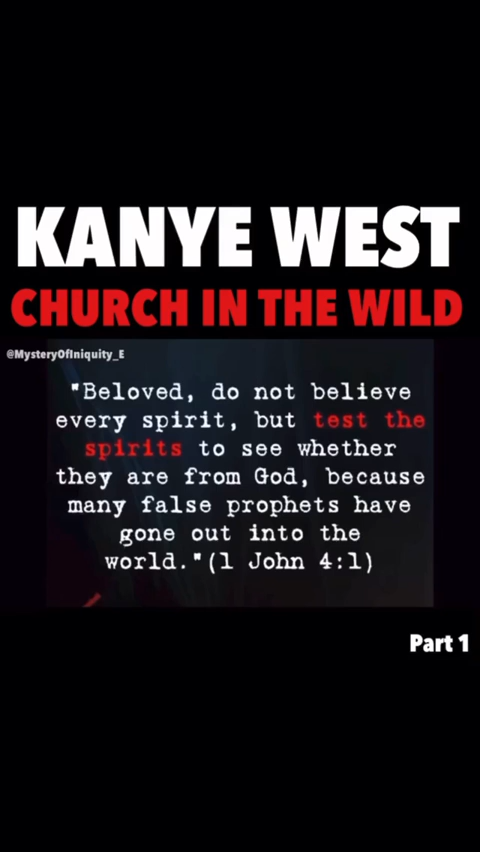 KANYE WEST
CHURCH IN THE WILD
@MysteryOfIniquity_E
"Beloved, do not believe
every spirit, but test the
spirits to see whether
they are from God, because
many false prophets have
gone out into the
world."(1 John 4:1)
Part 1